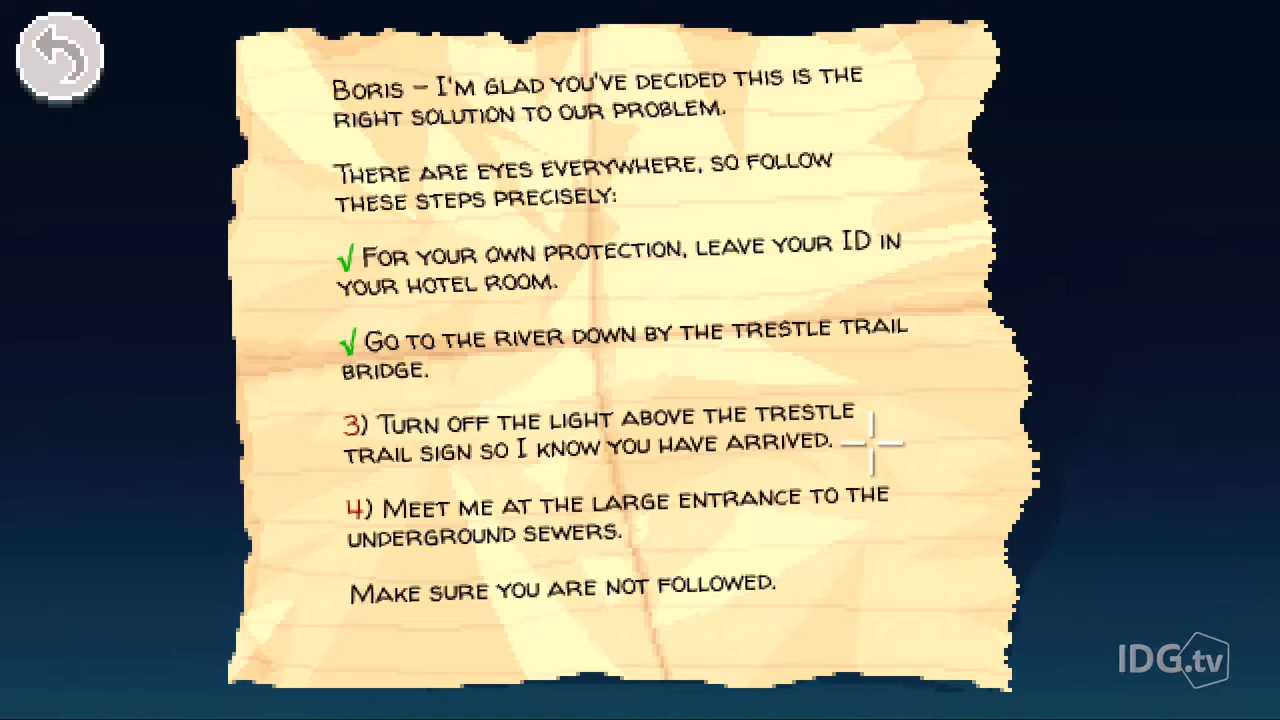 Boris – I'm glad you've decided this is the
right solution to our problem.
There are eyes everywhere, so follow
these steps precisely:
√ For your own protection, leave your ID in
your hotel room.
√ Go to the river down by the trestle trail
bridge.
3) Turn off the light above the trestle
trail sign so I know you have arrived.
4) Meet me at the large entrance to the
underground sewers.
Make sure you are not followed.
IDG.tv